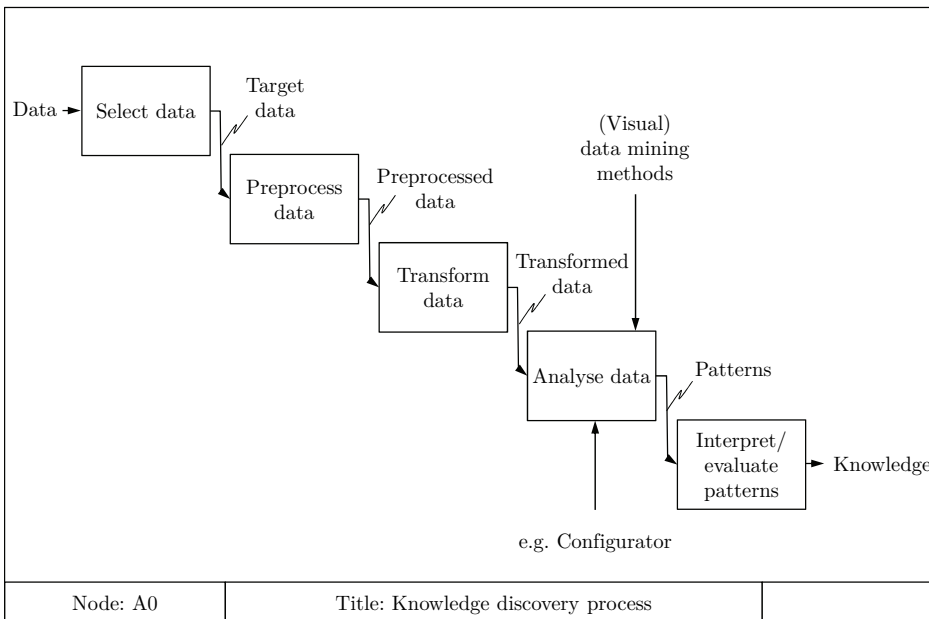 Data
Select data
Target
data
Preprocess
data
Preprocessed
data
(Visual)
data mining
methods
Transform
data
Transformed
data
Analyse data
Patterns
Interpret/
evaluate
patterns
Knowledge
e.g. Configurator
Node: A0
Title: Knowledge discovery process